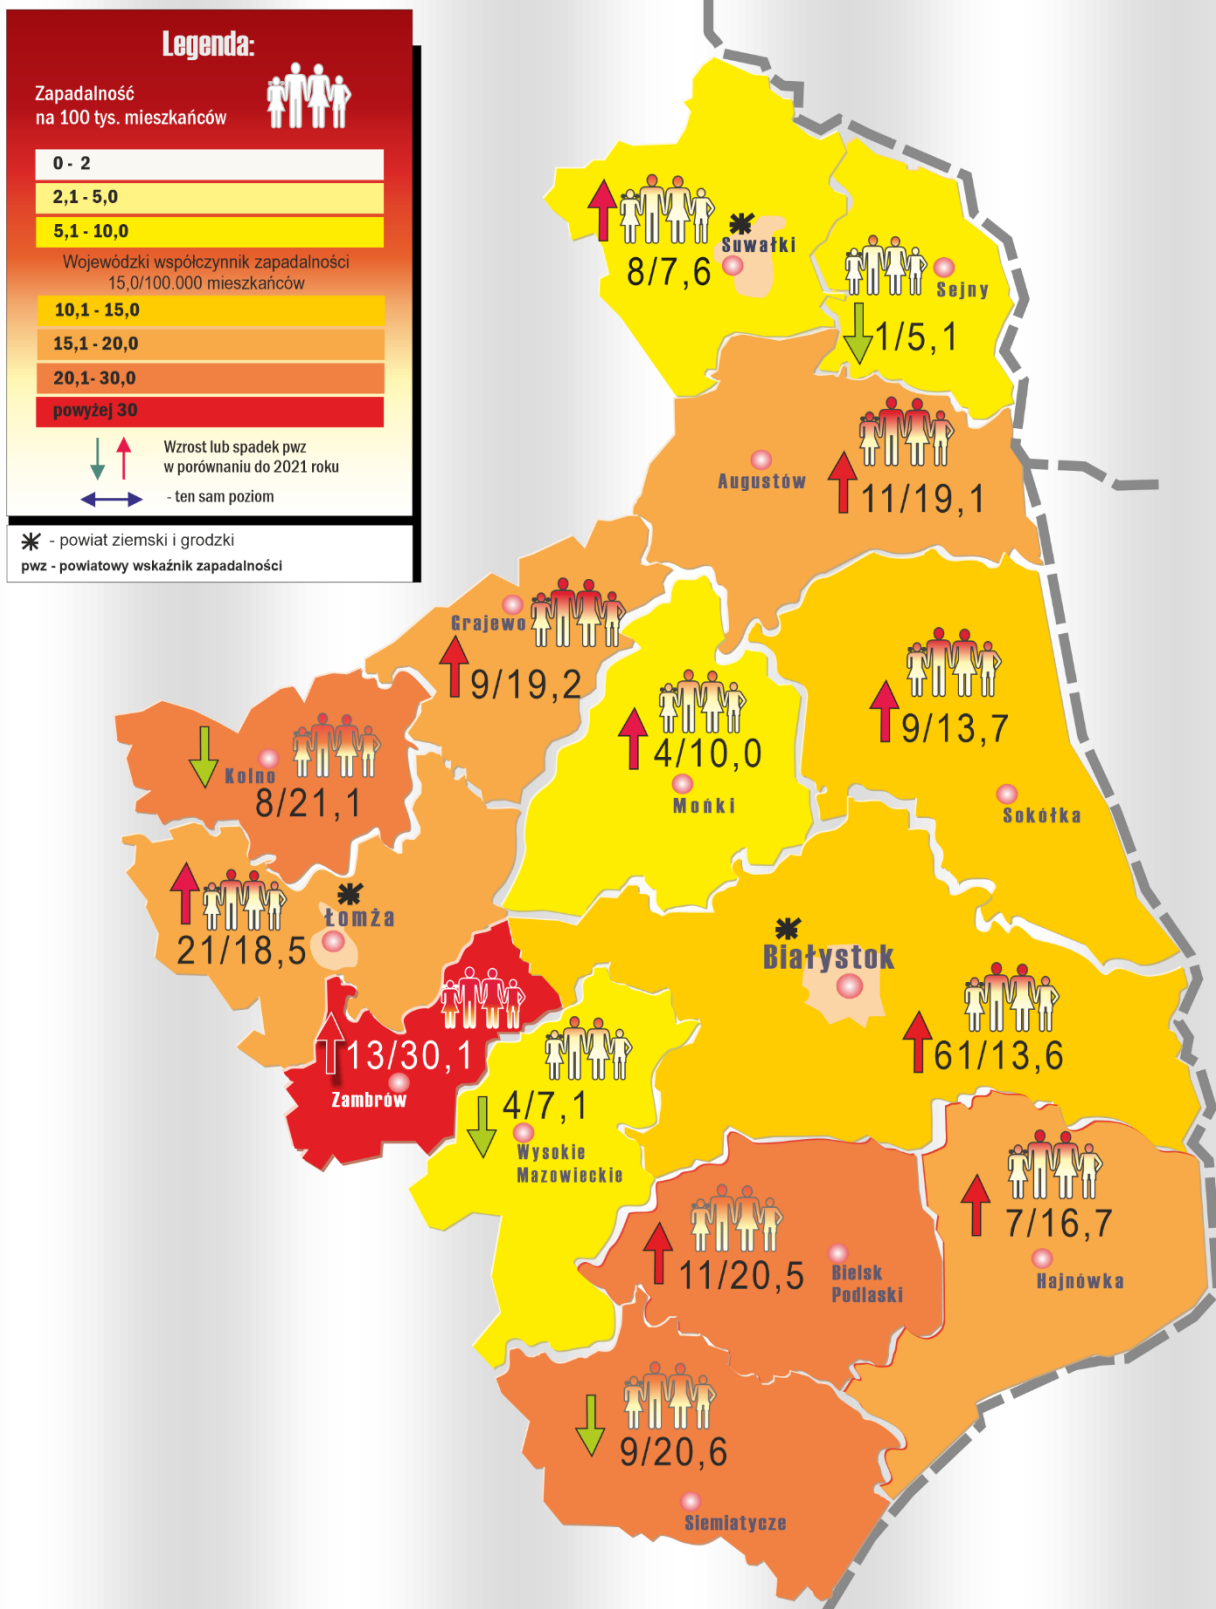 Legenda:
Zapadalność
na 100 tys. mieszkańców
0 - 2
2,1 - 5,0
5,1 - 10,0
Wojewódzki współczynnik zapadalności
15,0/100.000 mieszkańców
10,1 - 15,0
15,1 - 20,0
20,1- 30,0
powyżej 30
Wzrost lub spadek pwz
w porównaniu do 2021 roku
- ten sam poziom
- powiat ziemski i grodzki
pwz - powiatowy wskaźnik zapadalności
Suwałki
8/7,6
Sejny
1/5,1
Augustów
11/19,1
Grajewo
9/19,2
Mońki
4/10,0
9/13,7
Sokółka
Kolno
8/21,1
Łomża
21/18,5
Białystok
61/13,6
13/30,1
Zambrów
4/7,1
Wysokie
Mazowieckie
7/16,7
Hajnówka
11/20,5
Bielsk
Podlaski
9/20,6
Siemiatycze